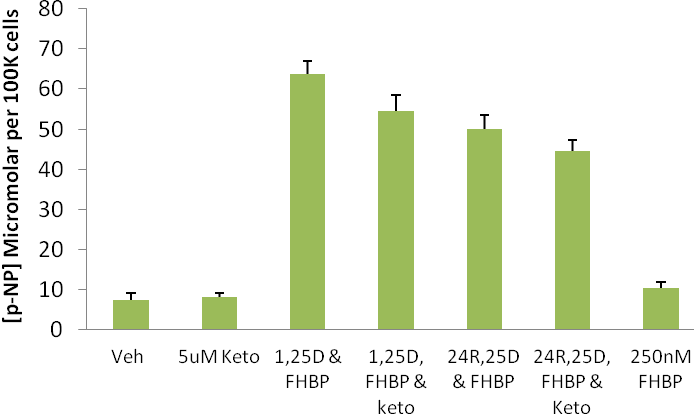 [p-NP] Micromolar per 100K cells
80
70
60
50
40
30
20
10
0
Veh
5uM Keto
1,25D &
FHBP
1,25D,
FHBP &
keto
24R,25D
& FHBP
24R,25D,
FHBP &
Keto
250nM
FHBP